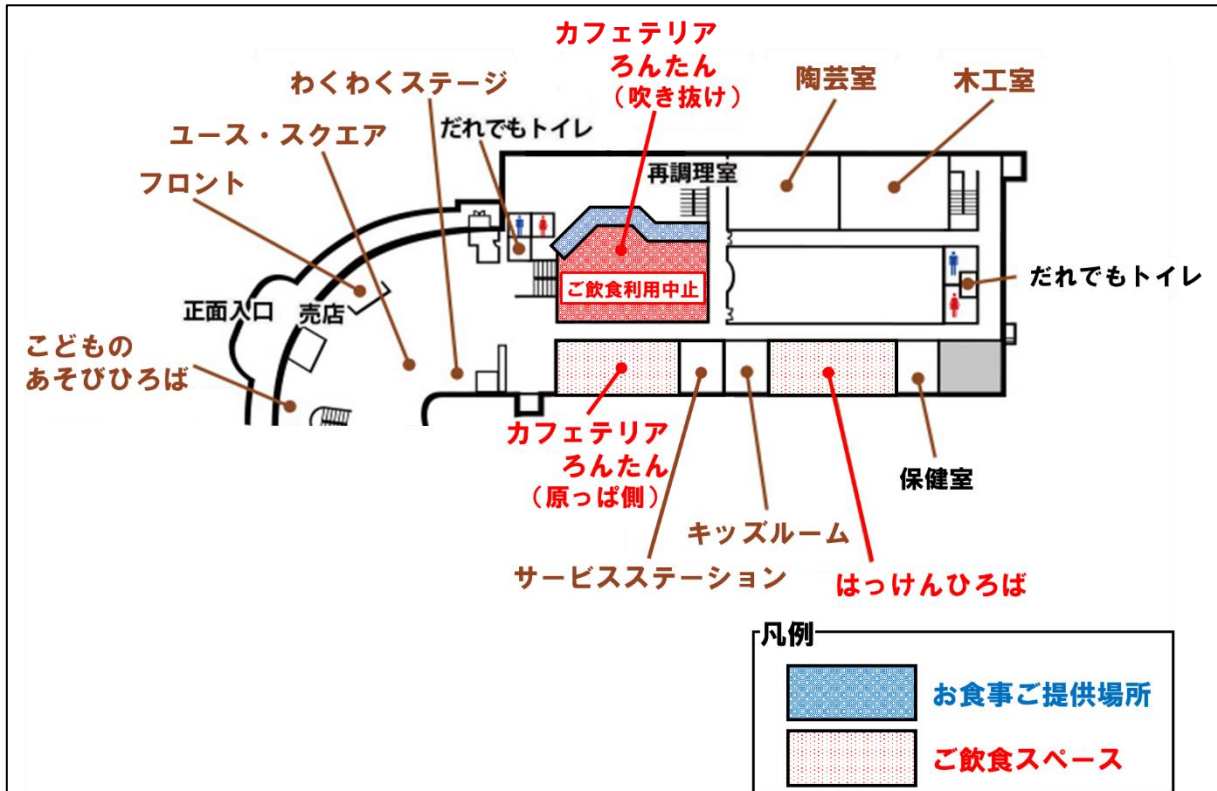 カフェテリア
ろんたん
（吹き抜け）
わくわくステージ
陶芸室
木工室
だれでもトイレ
ユース・スクエア
再調理室
フロント
ご飲食利用中止
だれでもトイレ
正面入口
売店
こどもの
あそびひろば
カフェテリア
ろんたん
（原っぱ側）
保健室
キッズルーム
サービスステーション
はっけんひろば
凡例
お食事ご提供場所
ご飲食スペース